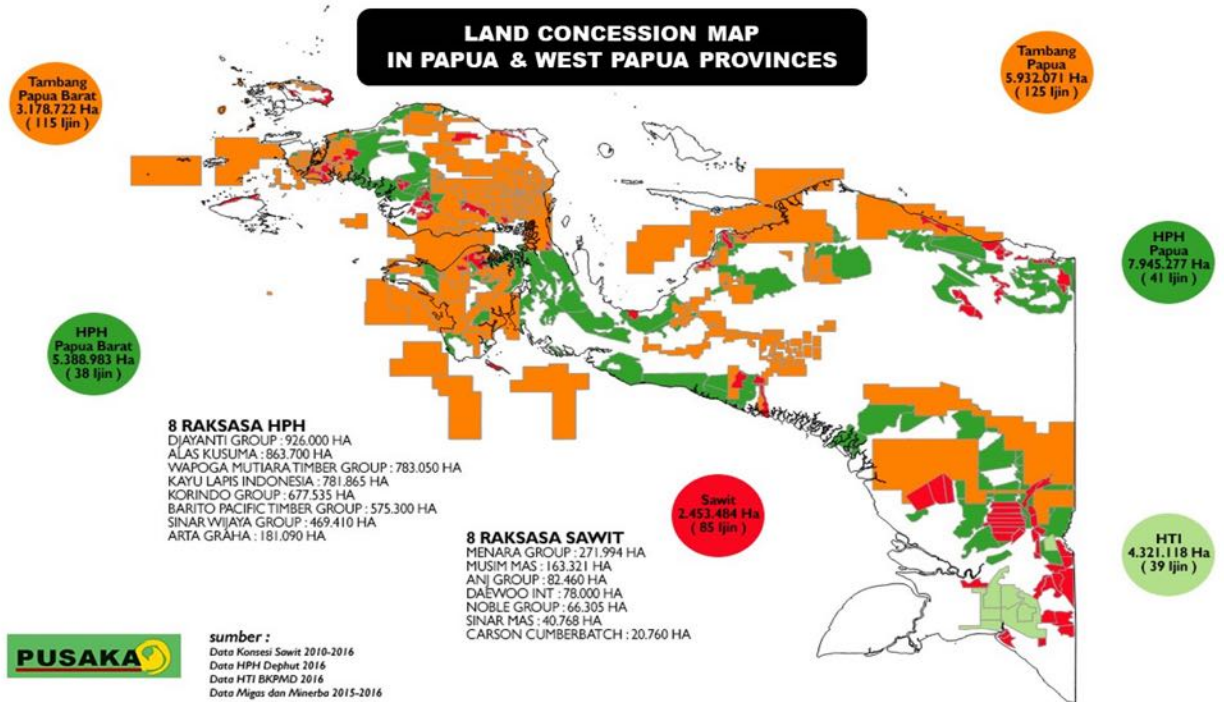 LAND CONCESSION MAP
IN PAPUA & WEST PAPUA PROVINCES
Tambang
Papua Barat
3.178.722 Ha
( 115 Ijin )
Tambang
Papua
5.932.071 Ha
( 125 Ijin )
HPH
Papua
7.945.277 Ha
( 41 Ijin )
HPH
Papua Barat
5.388.983 Ha
( 38 Ijin )
8 RAKSASA HPH
DJAYANTI GROUP : 926.000 HA
ALAS KUSUMA : 863.700 HA
WAPOGA MUTIARA TIMBER GROUP : 783.050 HA
KAYU LAPIS INDONESIA : 781.865 HA
KORINDO GROUP : 677.535 HA
BARITO PACIFIC TIMBER GROUP : 575.300 HA
SINAR WIJAYA GROUP : 469.410 HA
ARTA GRAHA : 181.090 HA
Sawit
2.453.484 Ha
( 85 Ijin )
8 RAKSASA SAWIT
MENARA GROUP : 271.994 HA
MUSIM MAS : 163.321 HA
ANJ GROUP : 82.460 HA
DAEWOO INT : 78.000 HA
NOBLE GROUP : 66.305 HA
SINAR MAS : 40.768 HA
CARSON CUMBERBATCH : 20.760 HA
HTI
4.321.118 Ha
( 39 Ijin )
PUSAKA
sumber :
Data Konsesi Sawit 2010-2016
Data HPH Dephut 2016
Data HTI BKPMD 2016
Data Migas dan Minerba 2015-2016